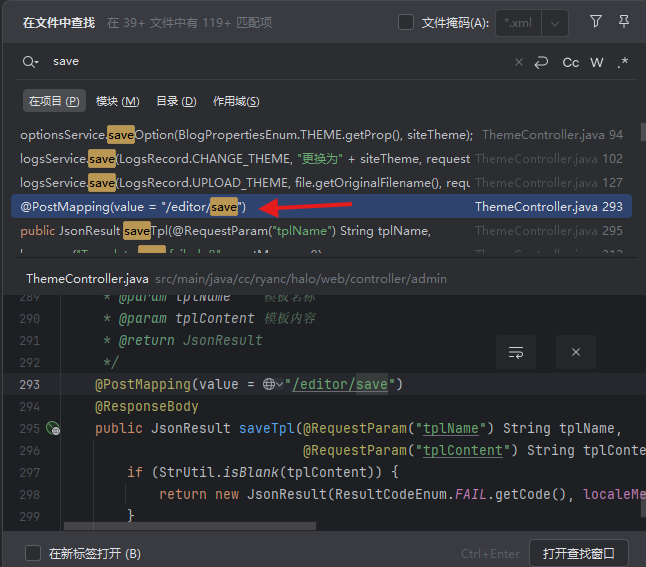 在文件中查找 在 39+ 文件中有 119+ 匹配项 文件掩码(A): *.xml
save Cc W .*
在项目 (P) 模块 (M) 目录 (D) 作用域(S)
optionsService.saveOption(BlogPropertiesEnum.THEME.getProp(), siteTheme); ThemeController.java 94
logsService.save(LogsRecord.CHANGE_THEME, "更换为" + siteTheme, request ThemeController.java 102
logsService.save(LogsRecord.UPLOAD_THEME, file.getOriginalFilename(), requ ThemeController.java 127
@PostMapping(value = "/editor/save") ThemeController.java 293
public JsonResult saveTpl(@RequestParam("tplName") String tplName, ThemeController.java 295
ThemeController.java src/main/java/cc/ryanc/halo/web/controller/admin
289 * @param tplName 模板名称
290 * @param tplContent 模板内容
291 * @return JsonResult
292 */
293 @PostMapping(value = "/editor/save")
294 @ResponseBody
295 public JsonResult saveTpl(@RequestParam("tplName") String tplName,
296 @RequestParam("tplContent") String tplConte
297 if (StrUtil.isBlank(tplContent)) {
298 return new JsonResult(ResultCodeEnum.FAIL.getCode(), localeMe
299 }
在新标签打开 (B) Ctrl+Enter 打开查找窗口